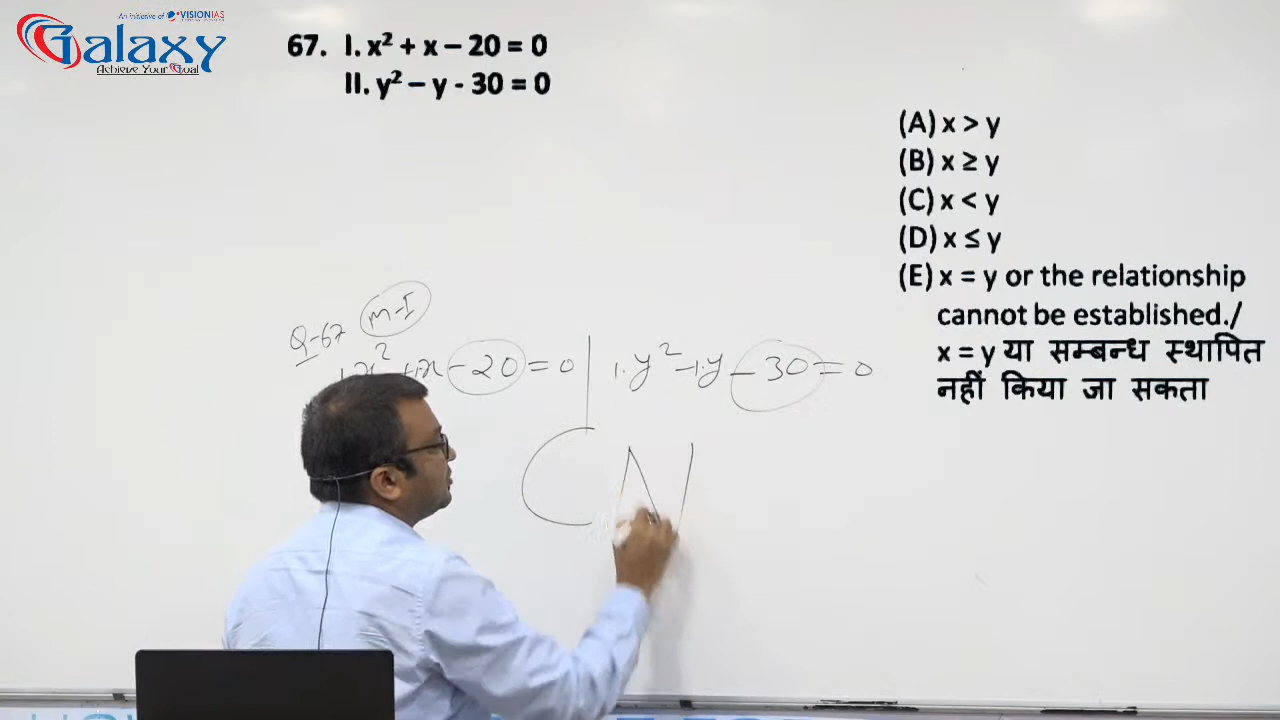 An initiative of VISIONIAS
Galaxy
Achieve Your Goal
67. I. x² + x – 20 = 0
II. y² – y - 30 = 0
(A) x > y
(B) x ≥ y
(C) x < y
(D) x ≤ y
(E) x = y or the relationship
cannot be established./
x = y या सम्बन्ध स्थापित
नहीं किया जा सकता
Q-67 M-I
1x² +1x – 20 = 0 | 1.y² –1.y – 30 = 0
CN